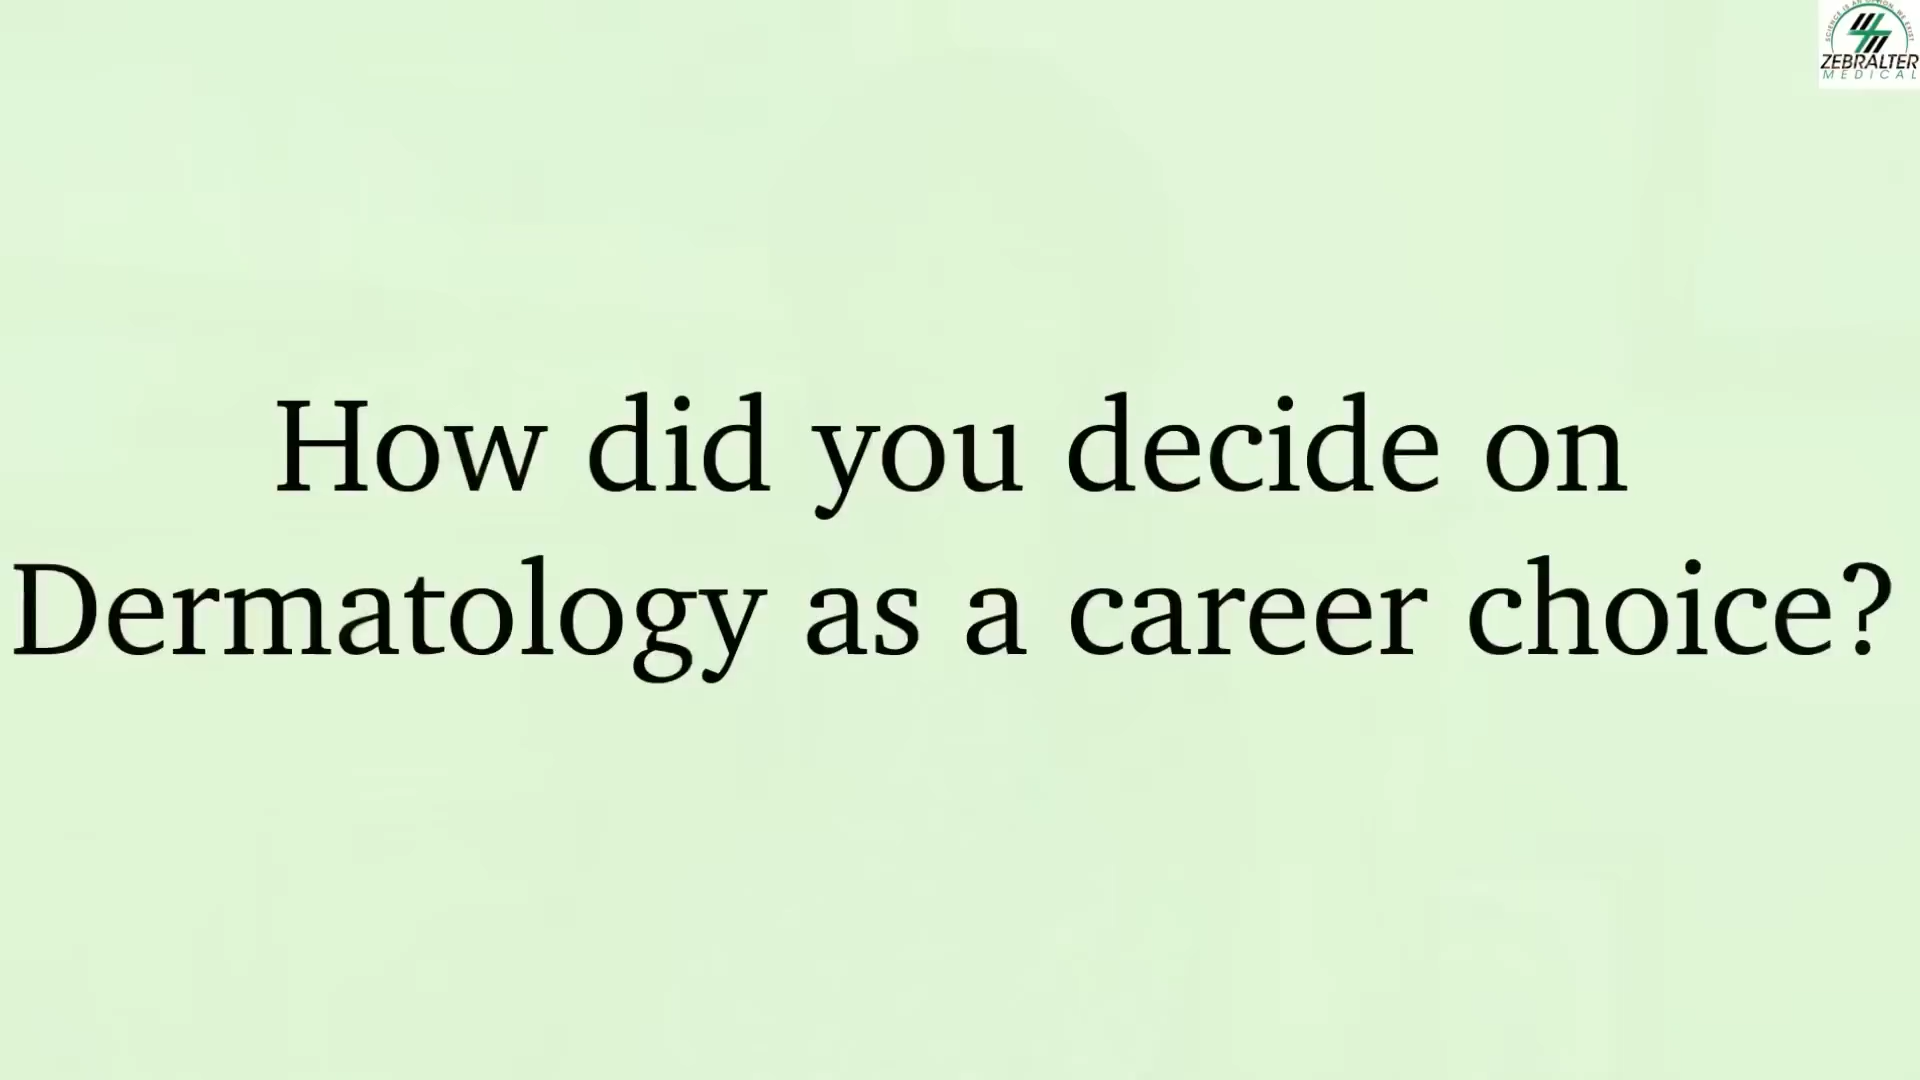 ZEBRALTER
MEDICAL
How did you decide on
Dermatology as a career choice?